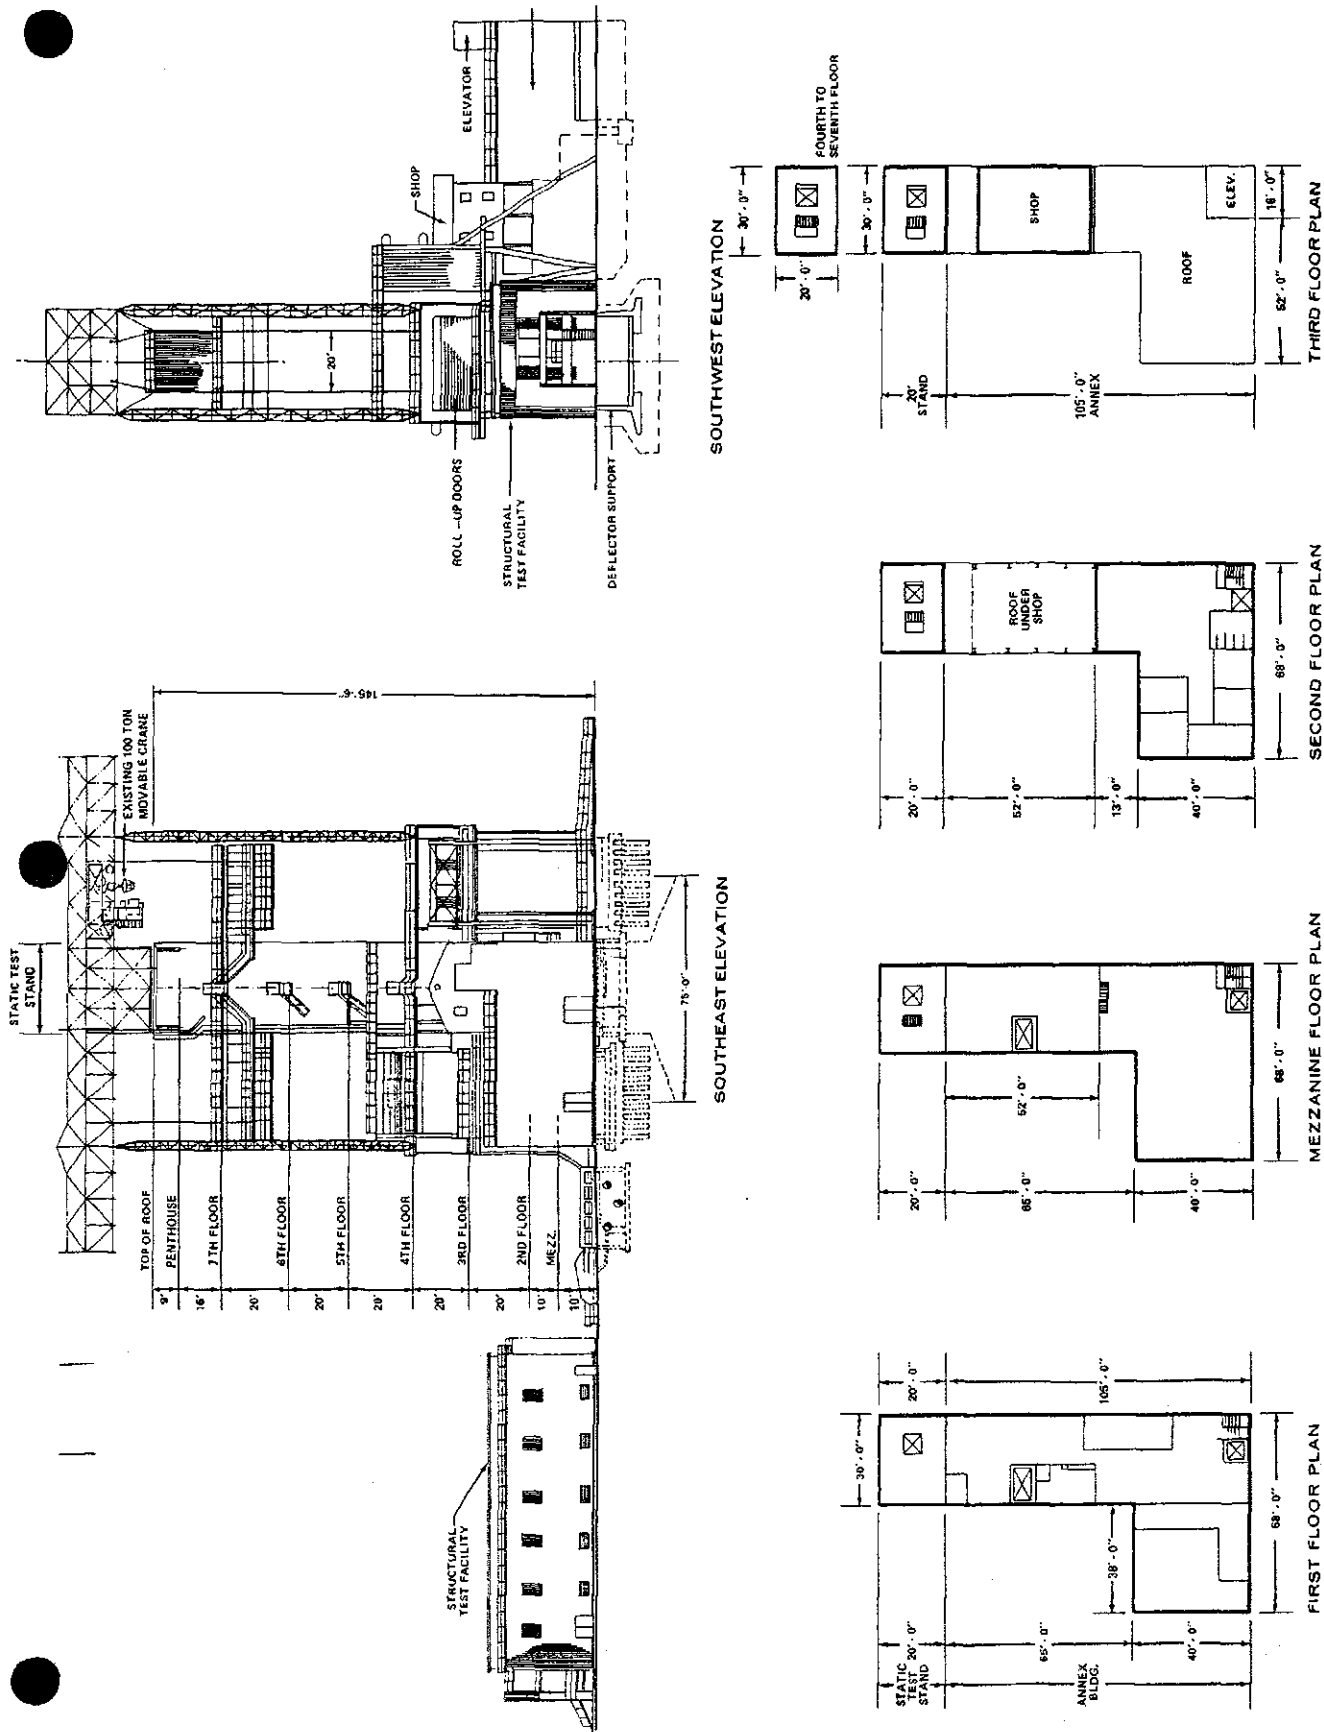 STATIC TEST
STAND
EXISTING 100 TON
MOVABLE CRANE
145'-6"
TOP OF ROOF
PENTHOUSE
7TH FLOOR
6TH FLOOR
5TH FLOOR
4TH FLOOR
3RD FLOOR
2ND FLOOR
MEZZ.
9'
16'
20'
20'
20'
20'
20'
10'
10'
75'-0"
STRUCTURAL
TEST FACILITY
SOUTHEAST ELEVATION
ELEVATOR
SHOP
20'
ROLL-UP DOORS
STRUCTURAL
TEST FACILITY
DEFLECTOR SUPPORT
SOUTHWEST ELEVATION
STATIC
TEST
STAND
20'-0"
65'-0"
40'-0"
ANNEX
BLDG.
30'-0"
38'-0"
68'-0"
20'-0"
105'-0"
FIRST FLOOR PLAN
20'-0"
65'-0"
40'-0"
52'-0"
68'-0"
MEZZANINE FLOOR PLAN
20'-0"
52'-0"
13'-0"
40'-0"
ROOF
UNDER
SHOP
68'-0"
SECOND FLOOR PLAN
30'-0"
20'-0"
FOURTH TO
SEVENTH FLOOR
30'-0"
20'
STAND
105'-0"
ANNEX
SHOP
ROOF
ELEV.
52'-0"
16'-0"
THIRD FLOOR PLAN